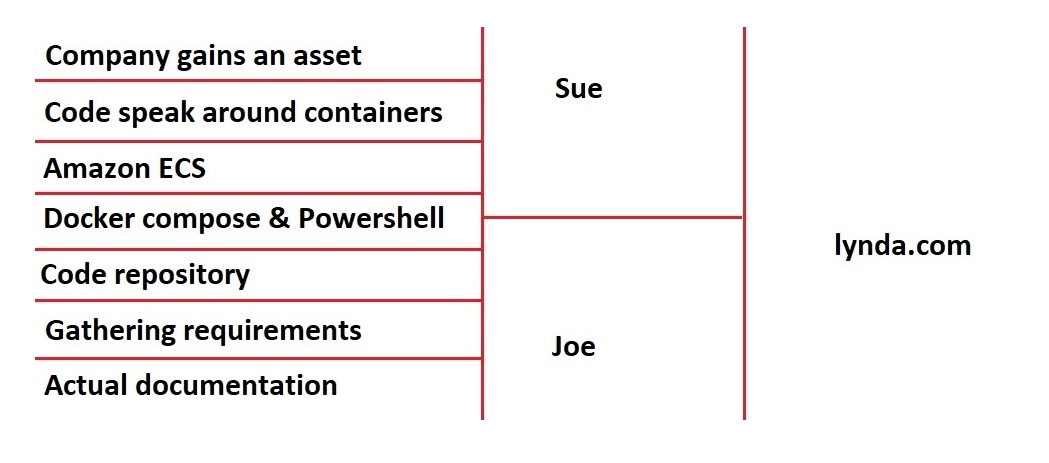 Company gains an asset
Code speak around containers
Amazon ECS
Docker compose & Powershell
Code repository
Gathering requirements
Actual documentation
Sue
Joe
lynda.com